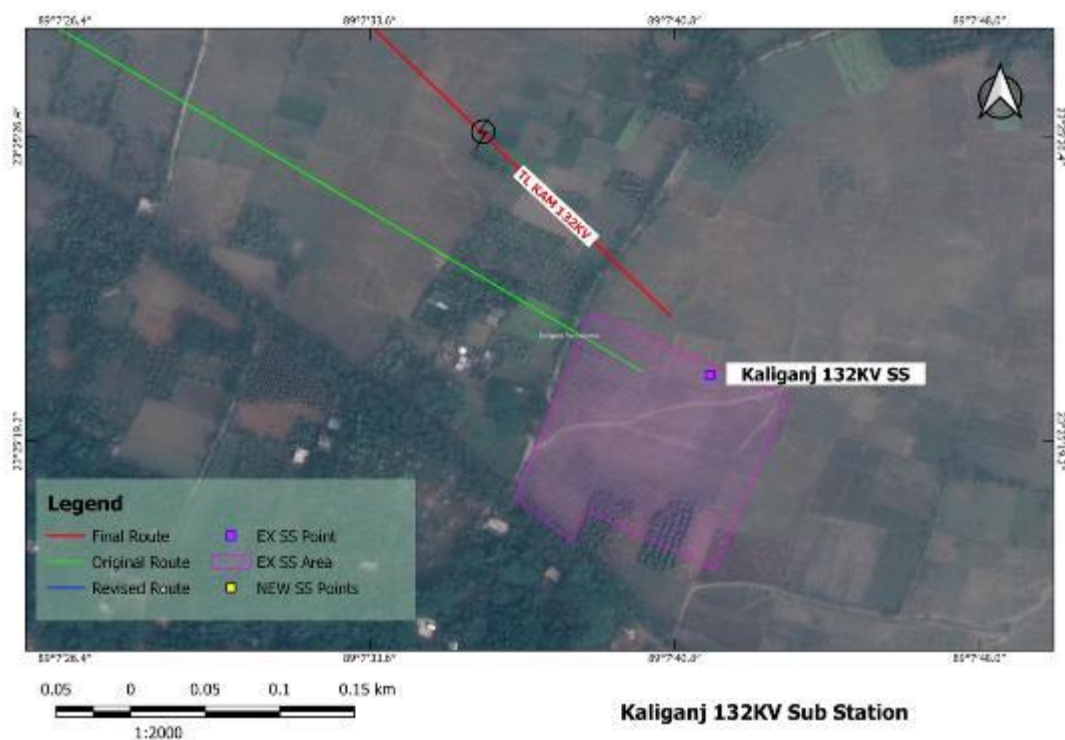 89°7'26.4" 89°7'33.6" 89°7'40.8" 89°7'48.0"
TL KAM 132KV
Kaliganj 132KV SS
Legend
Final Route
Original Route
Revised Route
EX SS Point
EX SS Area
NEW SS Points
89°7'26.4" 89°7'33.6" 89°7'40.8" 89°7'48.0"
0.05 0 0.05 0.1 0.15 km
1:2000
Kaliganj 132KV Sub Station